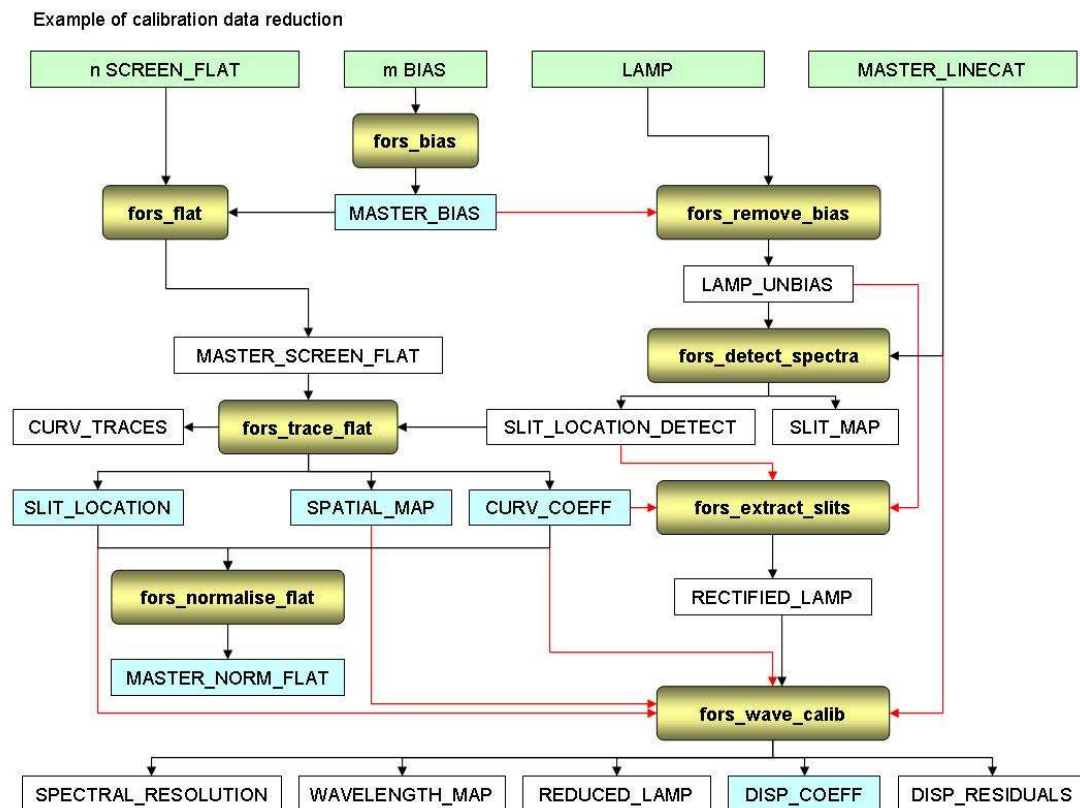 Example of calibration data reduction
n SCREEN_FLAT
m BIAS
LAMP
MASTER_LINECAT
fors_bias
fors_flat
MASTER_BIAS
fors_remove_bias
LAMP_UNBIAS
MASTER_SCREEN_FLAT
fors_detect_spectra
CURV_TRACES
fors_trace_flat
SLIT_LOCATION_DETECT
SLIT_MAP
SLIT_LOCATION
SPATIAL_MAP
CURV_COEFF
fors_extract_slits
fors_normalise_flat
RECTIFIED_LAMP
MASTER_NORM_FLAT
fors_wave_calib
SPECTRAL_RESOLUTION
WAVELENGTH_MAP
REDUCED_LAMP
DISP_COEFF
DISP_RESIDUALS